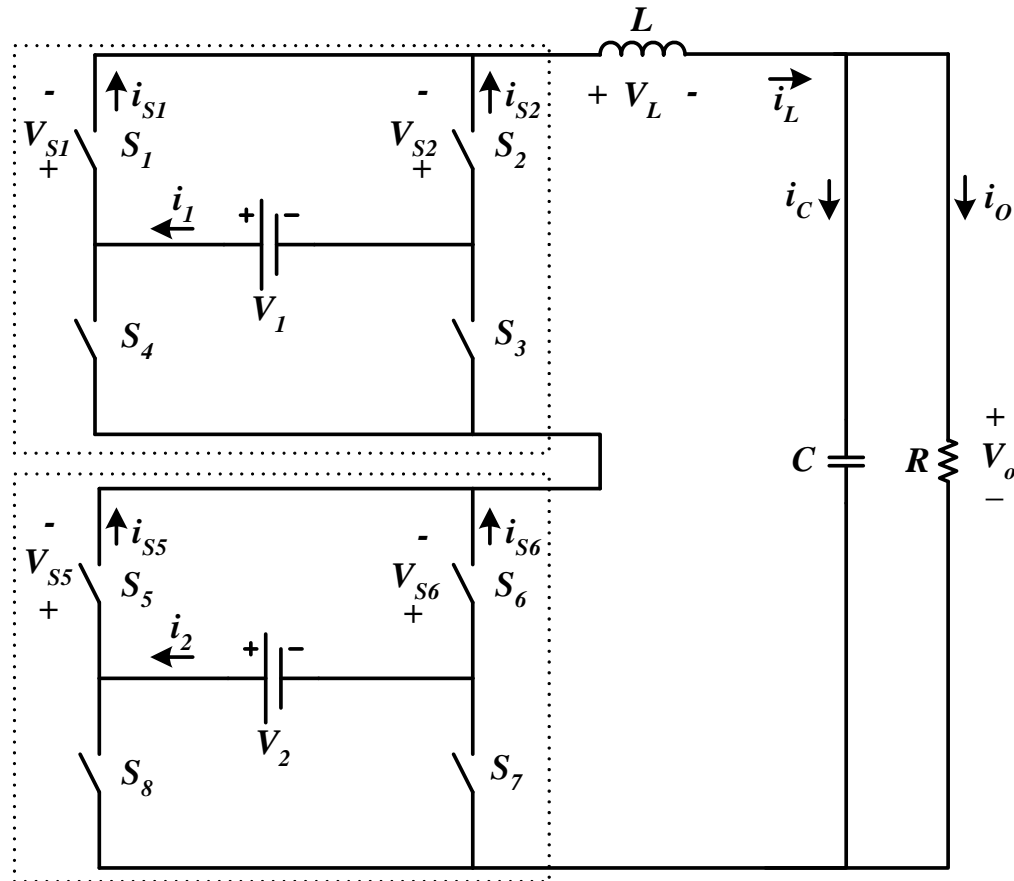 L
- i_S1 - i_S2 + V_L - i_L
V_S1 S_1 V_S2 S_2
+ +
i_1 + - i_C i_O
V_1
S_4 S_3
+
C R V_o
- i_S5 - i_S6 –
V_S5 S_5 V_S6 S_6
+ +
i_2 + -
V_2
S_8 S_7